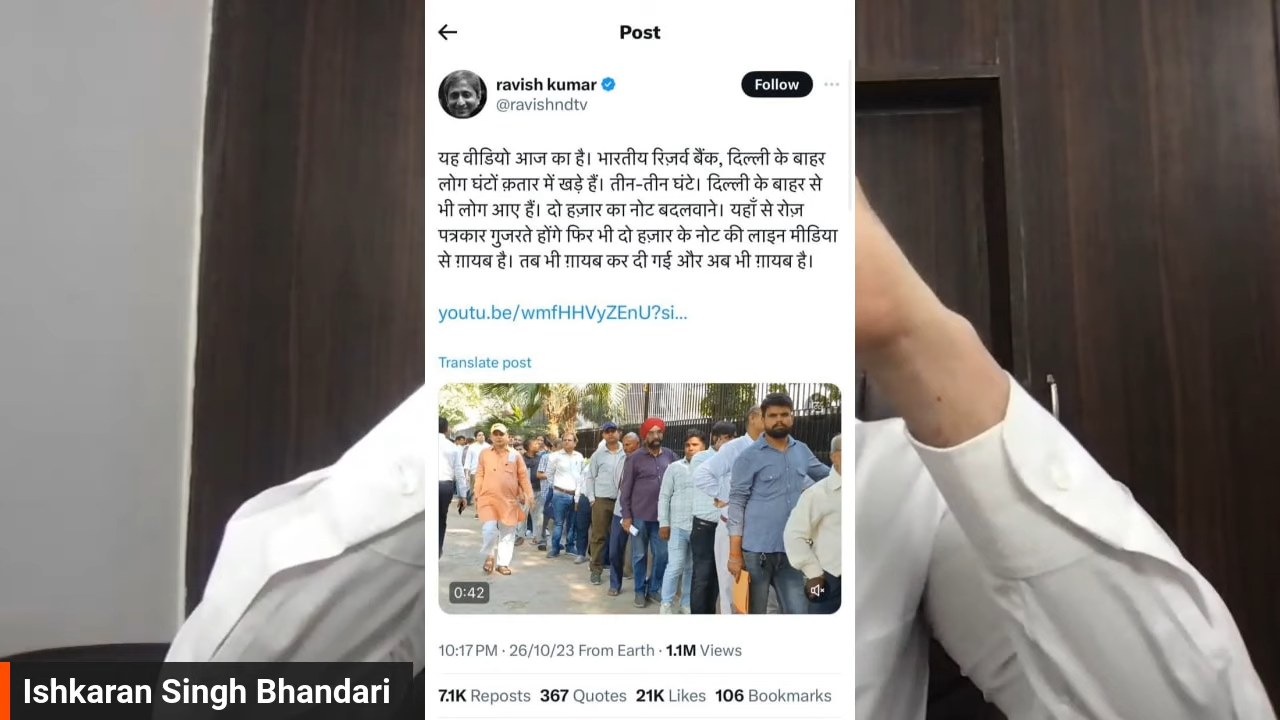 Post
ravish kumar
@ravishndtv
Follow
यह वीडियो आज का है। भारतीय रिज़र्व बैंक, दिल्ली के बाहर
लोग घंटों क़तार में खड़े हैं। तीन-तीन घंटे। दिल्ली के बाहर से
भी लोग आए हैं। दो हज़ार का नोट बदलवाने। यहाँ से रोज़
पत्रकार गुजरते होंगे फिर भी दो हज़ार के नोट की लाइन मीडिया
से ग़ायब है। तब भी ग़ायब कर दी गई और अब भी ग़ायब है।
youtu.be/wmfHHVyZEnU?si...
Translate post
0:42
10:17 PM · 26/10/23 From Earth · 1.1M Views
7.1K Reposts 367 Quotes 21K Likes 106 Bookmarks
Ishkaran Singh Bhandari